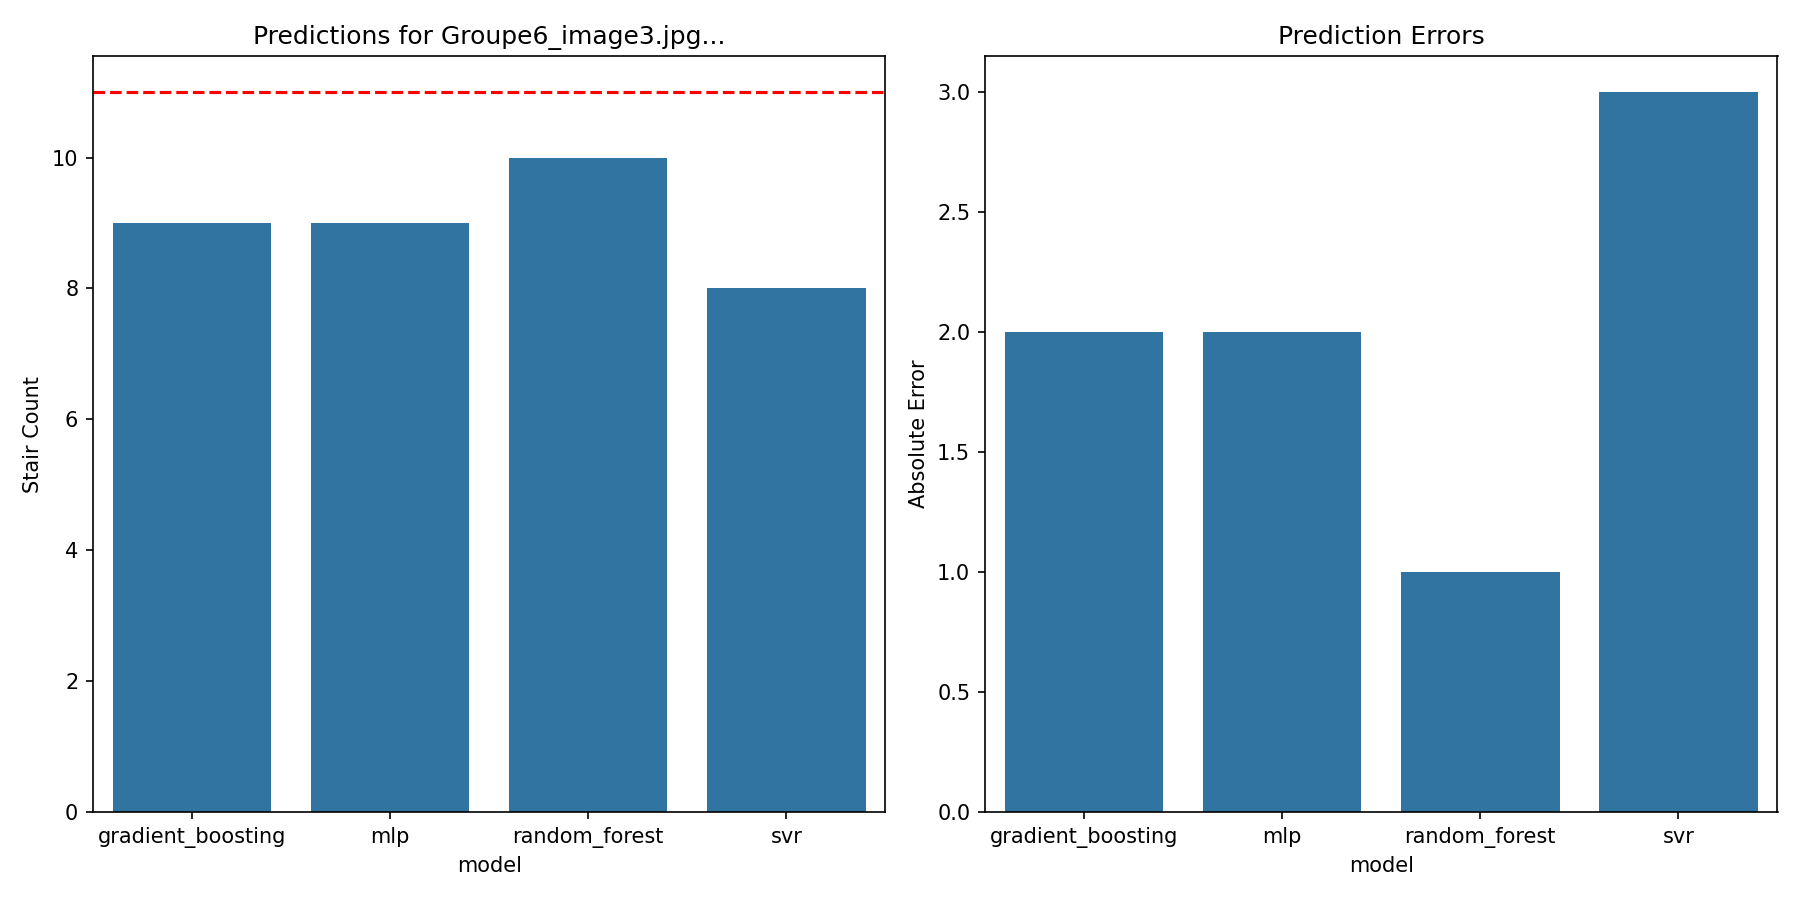 Predictions for Groupe6_image3.jpg...
Stair Count
10
8
6
4
2
0
gradient_boosting mlp random_forest svr
model
Prediction Errors
Absolute Error
3.0
2.5
2.0
1.5
1.0
0.5
0.0
gradient_boosting mlp random_forest svr
model